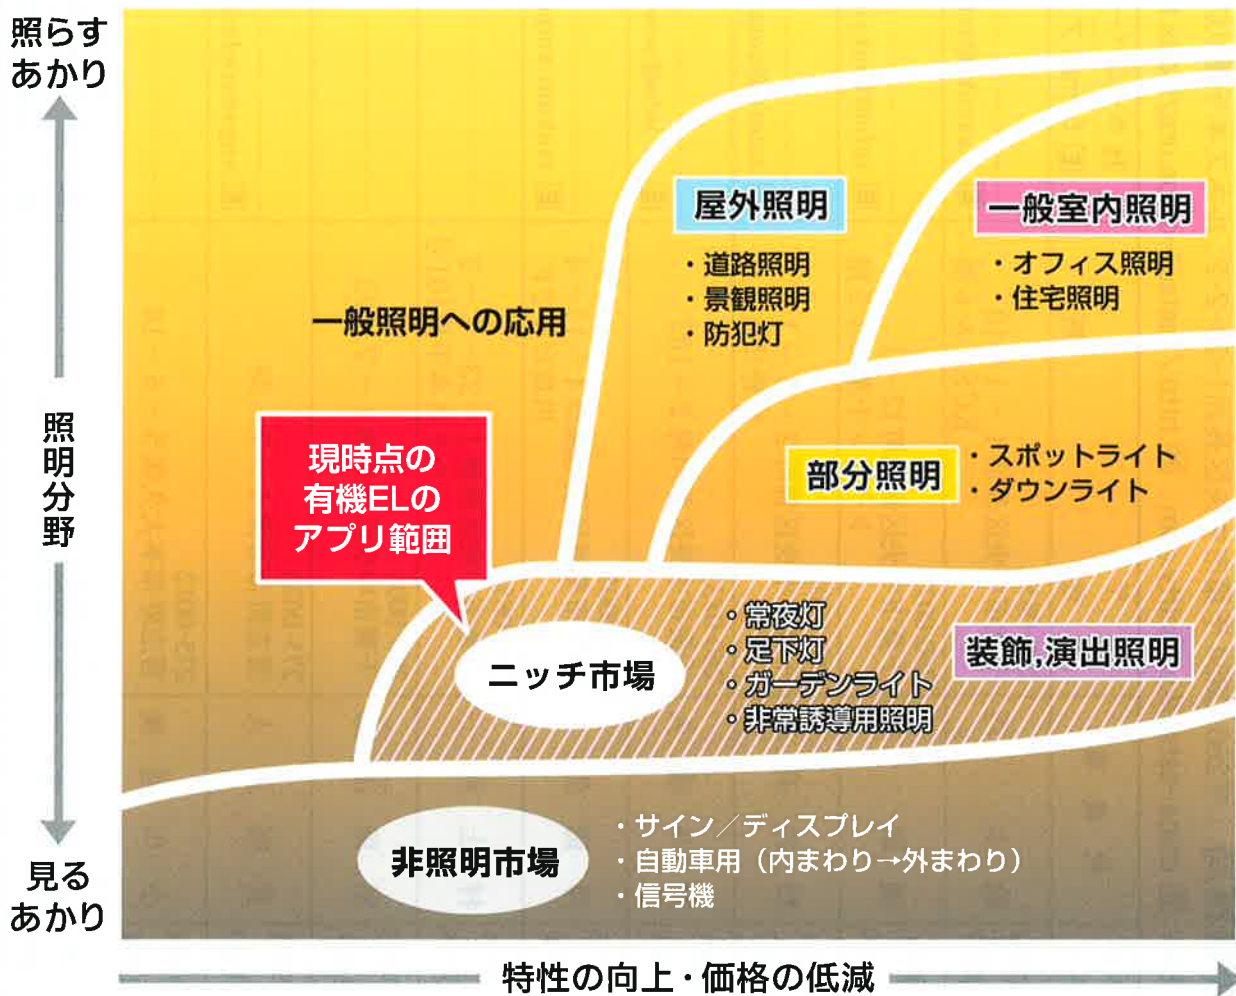 照らす
あかり
照明分野
見る
あかり
屋外照明
・道路照明
・景観照明
・防犯灯
一般室内照明
・オフィス照明
・住宅照明
一般照明への応用
現時点の
有機ELの
アプリ範囲
部分照明
・スポットライト
・ダウンライト
ニッチ市場
・常夜灯
・足下灯
・ガーデンライト
・非常誘導用照明
装飾,演出照明
非照明市場
・サイン／ディスプレイ
・自動車用（内まわり→外まわり）
・信号機
特性の向上・価格の低減